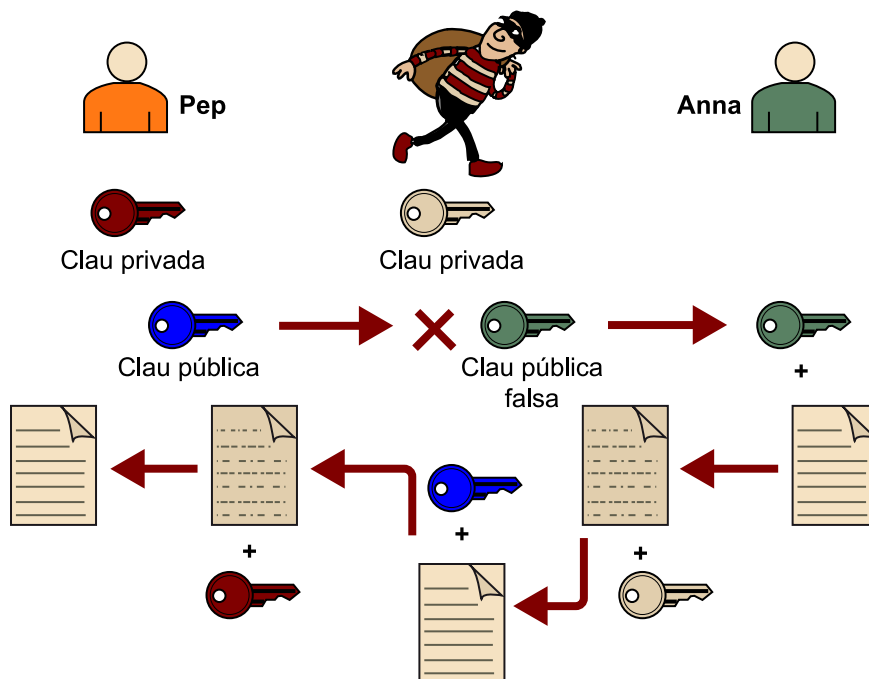 Pep
Anna
Clau privada
Clau privada
Clau pública
Clau pública
falsa
+
+
+
+